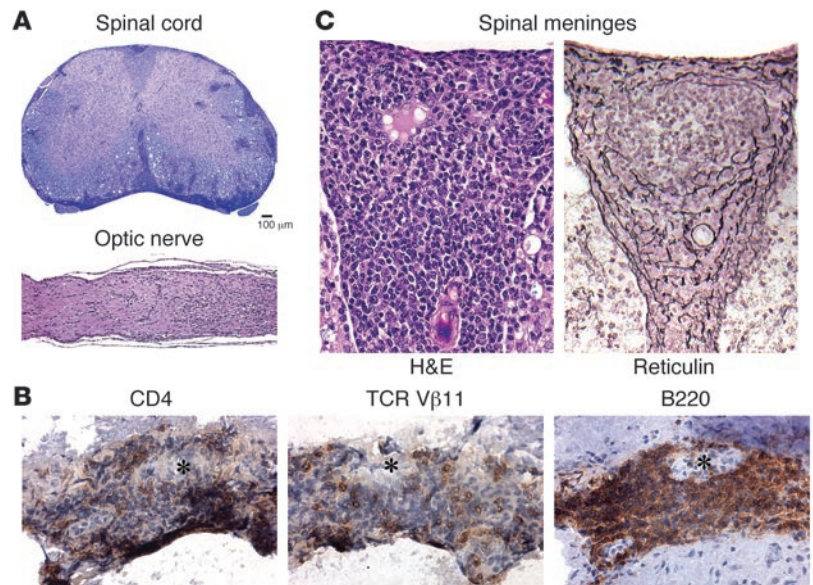 A
Spinal cord
100 µm
Optic nerve
C
Spinal meninges
H&E
Reticulin
B
CD4
TCR Vβ11
B220
*
*
*